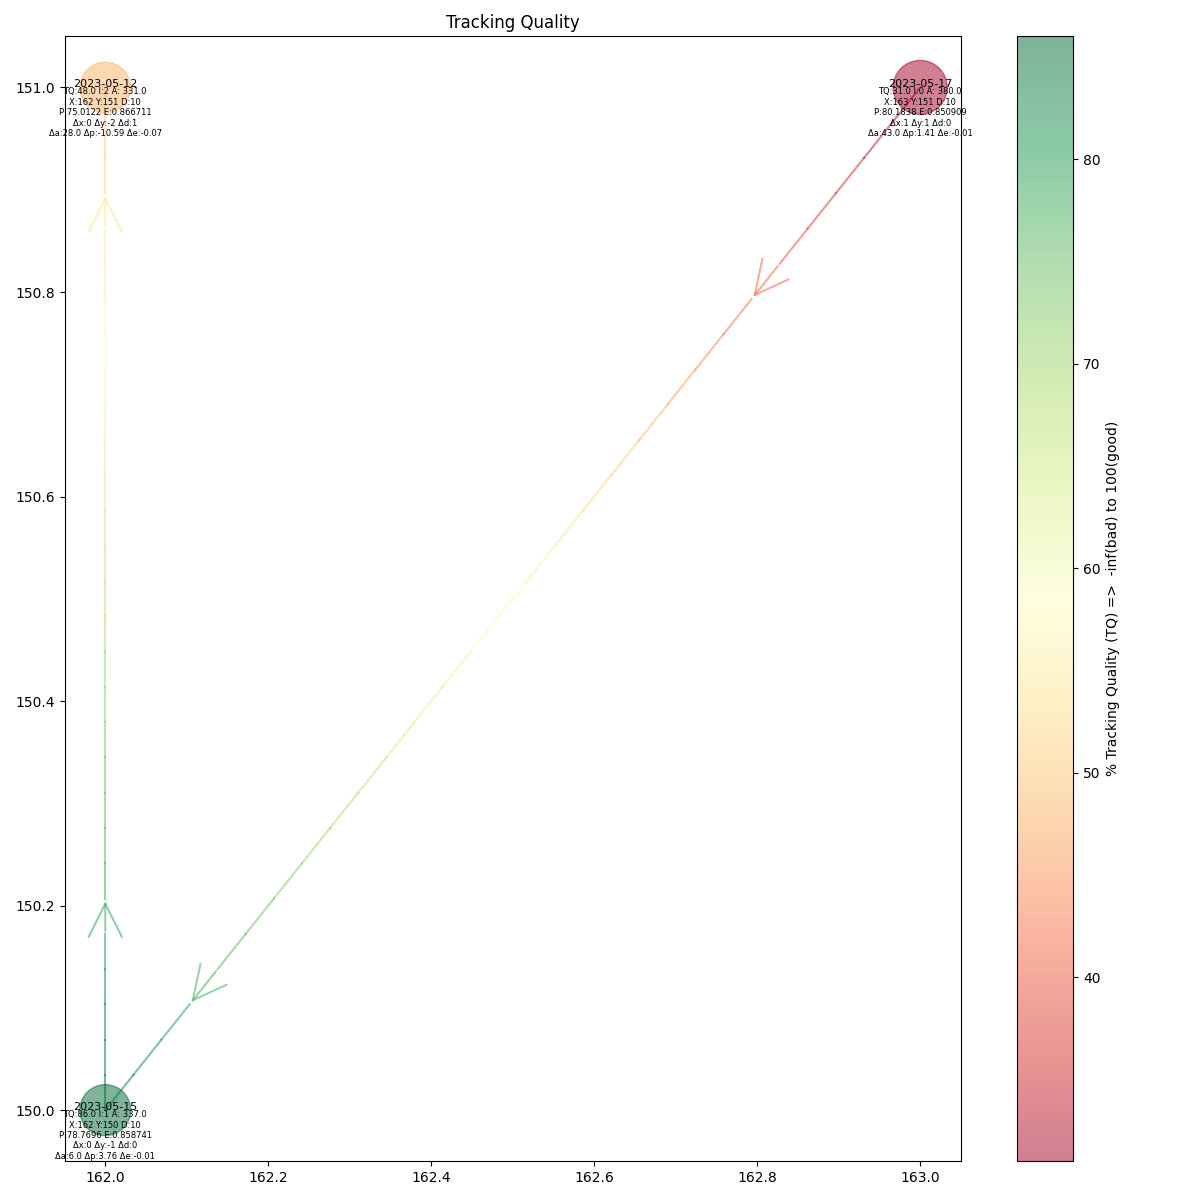 Tracking Quality
151.0
150.8
150.6
150.4
150.2
150.0
2023-05-12
TQ:48.0 I:2 A: 331.0
X:162 Y:151 D:10
P:75.0122 E:0.866711
Δx:0 Δy:-2 Δd:1
Δa:28.0 Δp:-10.59 Δe:-0.07
2023-05-17
TQ:31.0 I:0 A: 380.0
X:163 Y:151 D:10
P:80.1838 E:0.850909
Δx:1 Δy:1 Δd:0
Δa:43.0 Δp:1.41 Δe:-0.01
2023-05-15
TQ:86.0 I:1 A: 337.0
X:162 Y:150 D:10
P:78.7696 E:0.858741
Δx:0 Δy:-1 Δd:0
Δa:6.0 Δp:3.76 Δe:-0.01
162.0 162.2 162.4 162.6 162.8 163.0
80
70
60
50
40
% Tracking Quality (TQ) => -inf(bad) to 100(good)